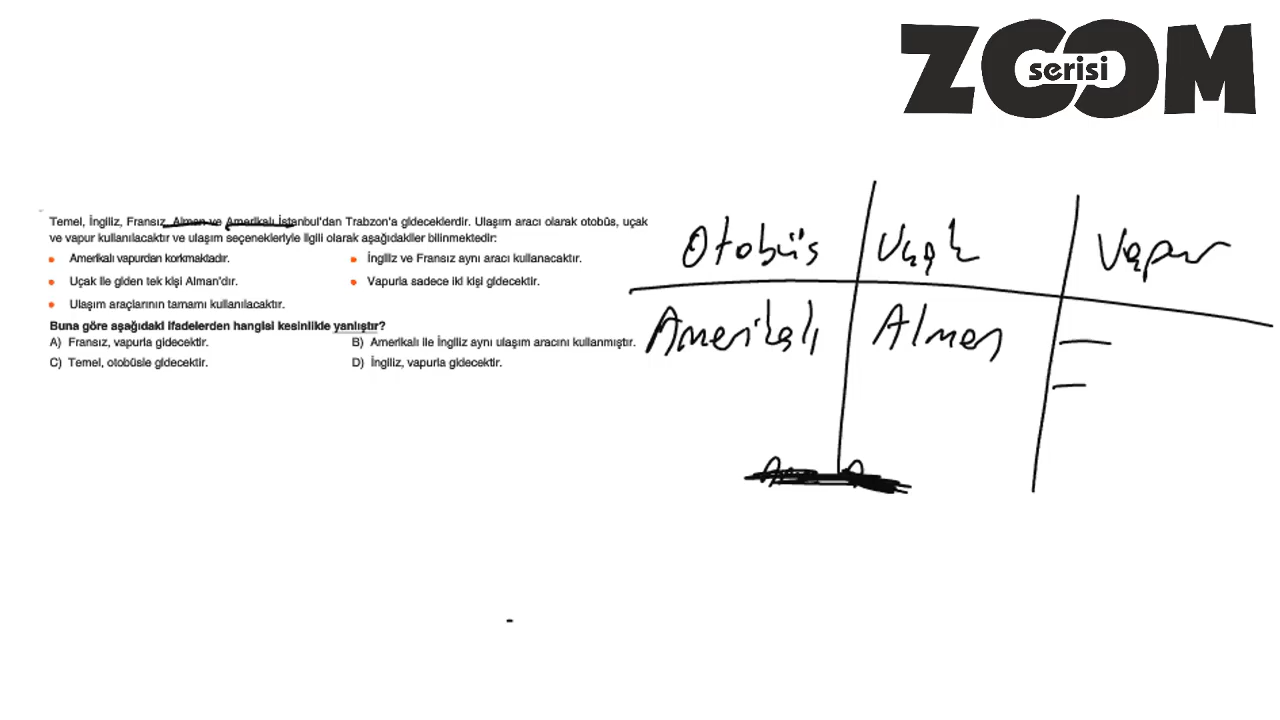 ZOOM
serisi
Temel, İngiliz, Fransız, Alman ve Amerikalı İstanbul'dan Trabzon'a gideceklerdir. Ulaşım aracı olarak otobüs, uçak
ve vapur kullanılacaktır ve ulaşım seçenekleriyle ilgili olarak aşağıdakiler bilinmektedir:
Amerikalı vapurdan korkmaktadır.
İngiliz ve Fransız aynı aracı kullanacaktır.
Uçak ile giden tek kişi Alman'dır.
Vapurla sadece iki kişi gidecektir.
Ulaşım araçlarının tamamı kullanılacaktır.
Buna göre aşağıdaki ifadelerden hangisi kesinlikle yanlıştır?
A) Fransız, vapurla gidecektir.
B) Amerikalı ile İngiliz aynı ulaşım aracını kullanmıştır.
C) Temel, otobüsle gidecektir.
D) İngiliz, vapurla gidecektir.
Otobüs Uçak Vapur
Amerikalı Alman